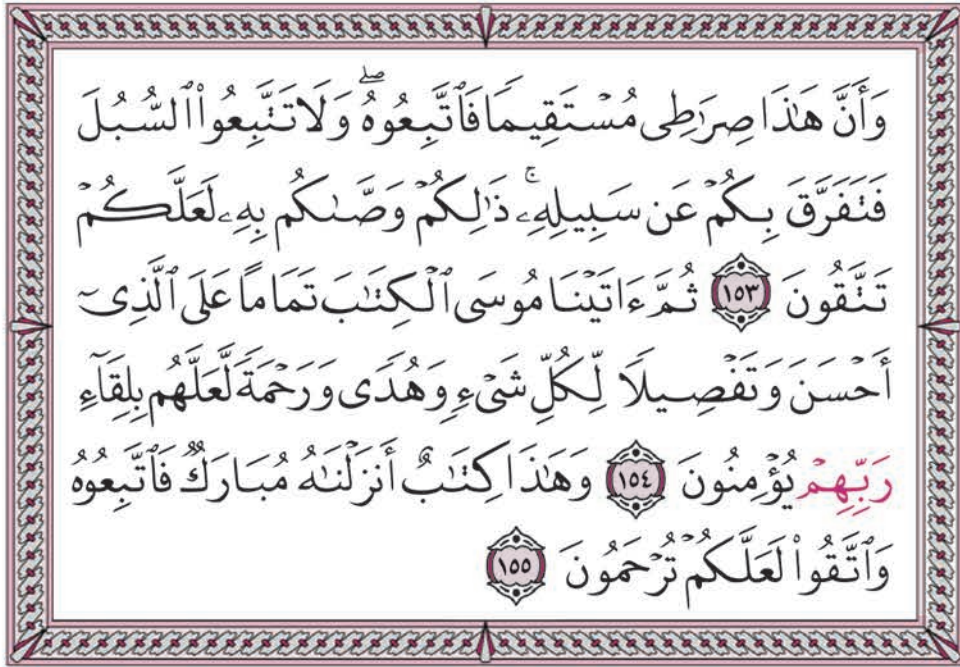 وَأَنَّ هَٰذَا صِرَٰطِى مُسْتَقِيمًا فَٱتَّبِعُوهُ ۖ وَلَا تَتَّبِعُوا۟ ٱلسُّبُلَ
فَتَفَرَّقَ بِكُمْ عَن سَبِيلِهِۦ ۚ ذَٰلِكُمْ وَصَّىٰكُم بِهِۦ لَعَلَّكُمْ
تَتَّقُونَ ١٥٣ ثُمَّ ءَاتَيْنَا مُوسَى ٱلْكِتَٰبَ تَمَامًا عَلَى ٱلَّذِىٓ
أَحْسَنَ وَتَفْصِيلًا لِّكُلِّ شَىْءٍ وَهُدًى وَرَحْمَةً لَّعَلَّهُم بِلِقَآءِ
رَبِّهِمْ يُؤْمِنُونَ ١٥٤ وَهَٰذَا كِتَٰبٌ أَنزَلْنَٰهُ مُبَارَكٌ فَٱتَّبِعُوهُ
وَٱتَّقُوا۟ لَعَلَّكُمْ تُرْحَمُونَ ١٥٥